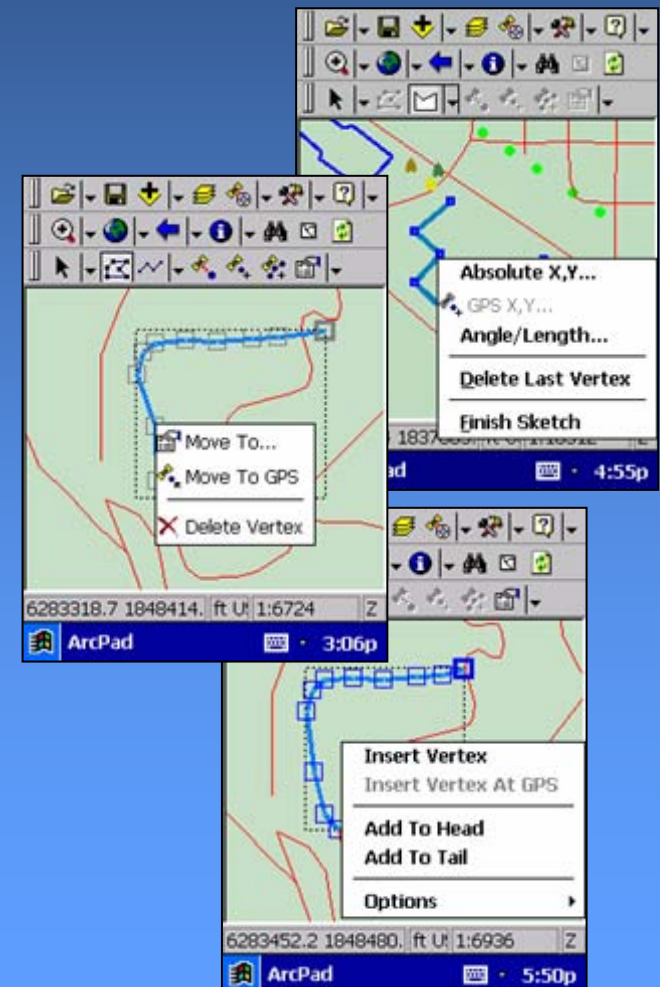 Absolute X,Y...
GPS X,Y...
Angle/Length...
Delete Last Vertex
Finish Sketch
4:55p
Move To...
Move To GPS
Delete Vertex
6283318.7 1848414. ft U 1:6724 Z
ArcPad 3:06p
Insert Vertex
Insert Vertex At GPS
Add To Head
Add To Tail
Options
6283452.2 1848480. ft U 1:6936 Z
ArcPad 5:50p